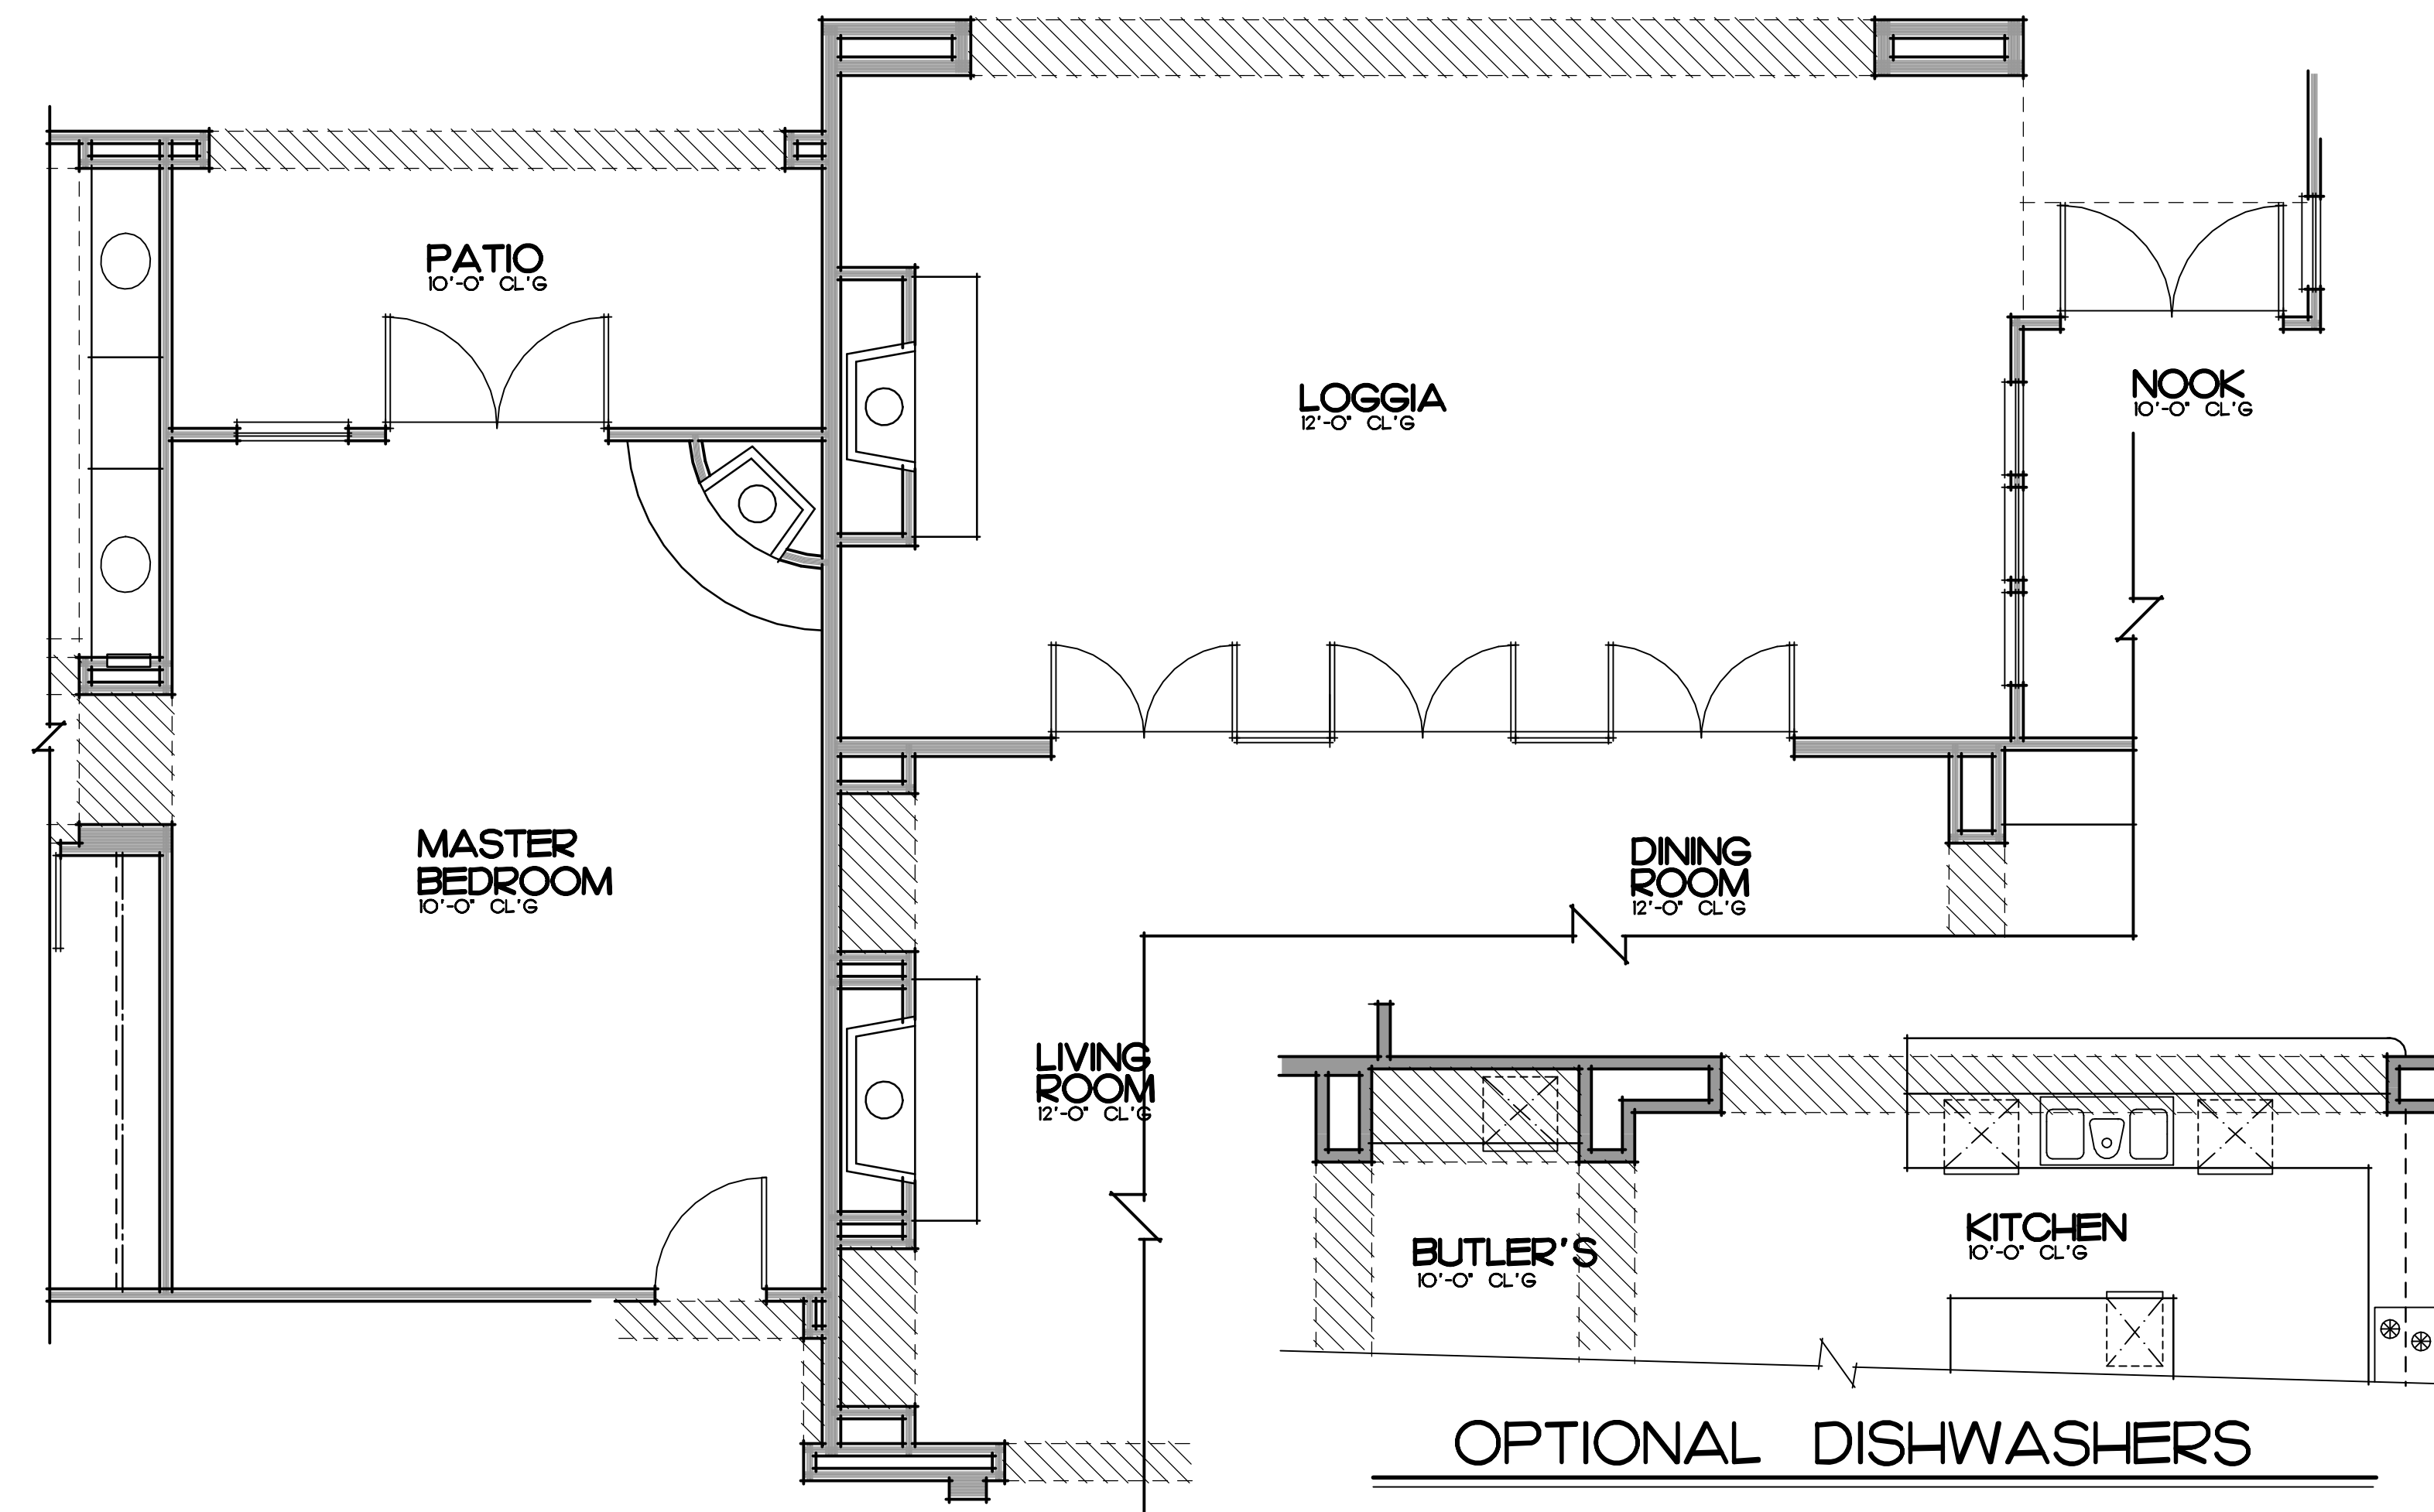 PATIO
10'-0" CL'G
LOGGIA
12'-0" CL'G
NOOK
10'-0" CL'G
MASTER
BEDROOM
10'-0" CL'G
DINING
ROOM
12'-0" CL'G
LIVING
ROOM
12'-0" CL'G
BUTLER'S
10'-0" CL'G
KITCHEN
10'-0" CL'G
OPTIONAL DISHWASHERS